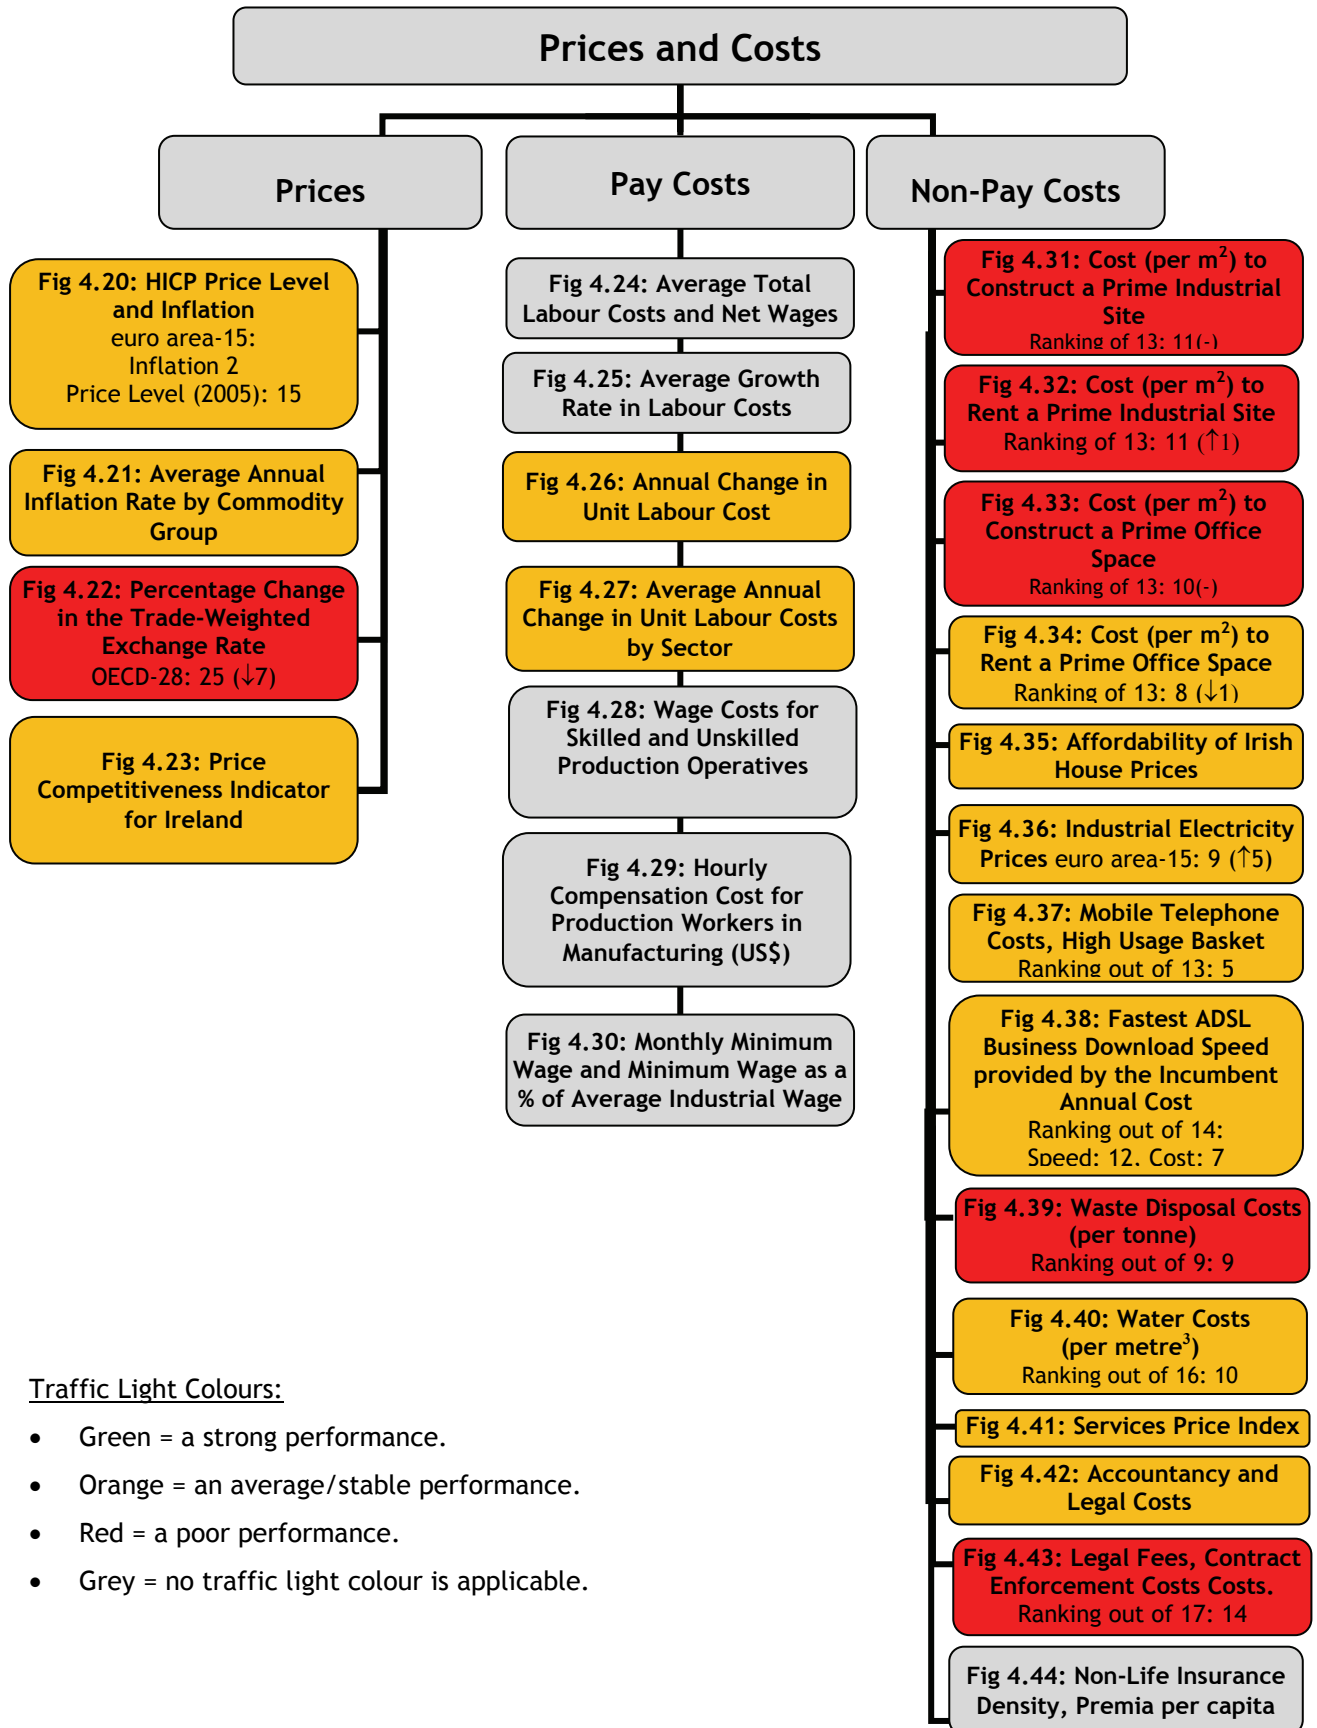 Prices and Costs
Prices
Pay Costs
Non-Pay Costs
Fig 4.20: HICP Price Level
and Inflation
euro area-15:
Inflation 2
Price Level (2005): 15
Fig 4.21: Average Annual
Inflation Rate by Commodity
Group
Fig 4.22: Percentage Change
in the Trade-Weighted
Exchange Rate
OECD-28: 25 (↓7)
Fig 4.23: Price
Competitiveness Indicator
for Ireland
Fig 4.24: Average Total
Labour Costs and Net Wages
Fig 4.25: Average Growth
Rate in Labour Costs
Fig 4.26: Annual Change in
Unit Labour Cost
Fig 4.27: Average Annual
Change in Unit Labour Costs
by Sector
Fig 4.28: Wage Costs for
Skilled and Unskilled
Production Operatives
Fig 4.29: Hourly
Compensation Cost for
Production Workers in
Manufacturing (US$)
Fig 4.30: Monthly Minimum
Wage and Minimum Wage as a
% of Average Industrial Wage
Fig 4.31: Cost (per m²) to
Construct a Prime Industrial
Site
Ranking of 13: 11(-)
Fig 4.32: Cost (per m²) to
Rent a Prime Industrial Site
Ranking of 13: 11 (↑1)
Fig 4.33: Cost (per m²) to
Construct a Prime Office
Space
Ranking of 13: 10(-)
Fig 4.34: Cost (per m²) to
Rent a Prime Office Space
Ranking of 13: 8 (↓1)
Fig 4.35: Affordability of Irish
House Prices
Fig 4.36: Industrial Electricity
Prices euro area-15: 9 (↑5)
Fig 4.37: Mobile Telephone
Costs, High Usage Basket
Ranking out of 13: 5
Fig 4.38: Fastest ADSL
Business Download Speed
provided by the Incumbent
Annual Cost
Ranking out of 14:
Speed: 12, Cost: 7
Fig 4.39: Waste Disposal Costs
(per tonne)
Ranking out of 9: 9
Fig 4.40: Water Costs
(per metre³)
Ranking out of 16: 10
Fig 4.41: Services Price Index
Fig 4.42: Accountancy and
Legal Costs
Fig 4.43: Legal Fees, Contract
Enforcement Costs Costs.
Ranking out of 17: 14
Fig 4.44: Non-Life Insurance
Density, Premia per capita
Traffic Light Colours:
• Green = a strong performance.
• Orange = an average/stable performance.
• Red = a poor performance.
• Grey = no traffic light colour is applicable.